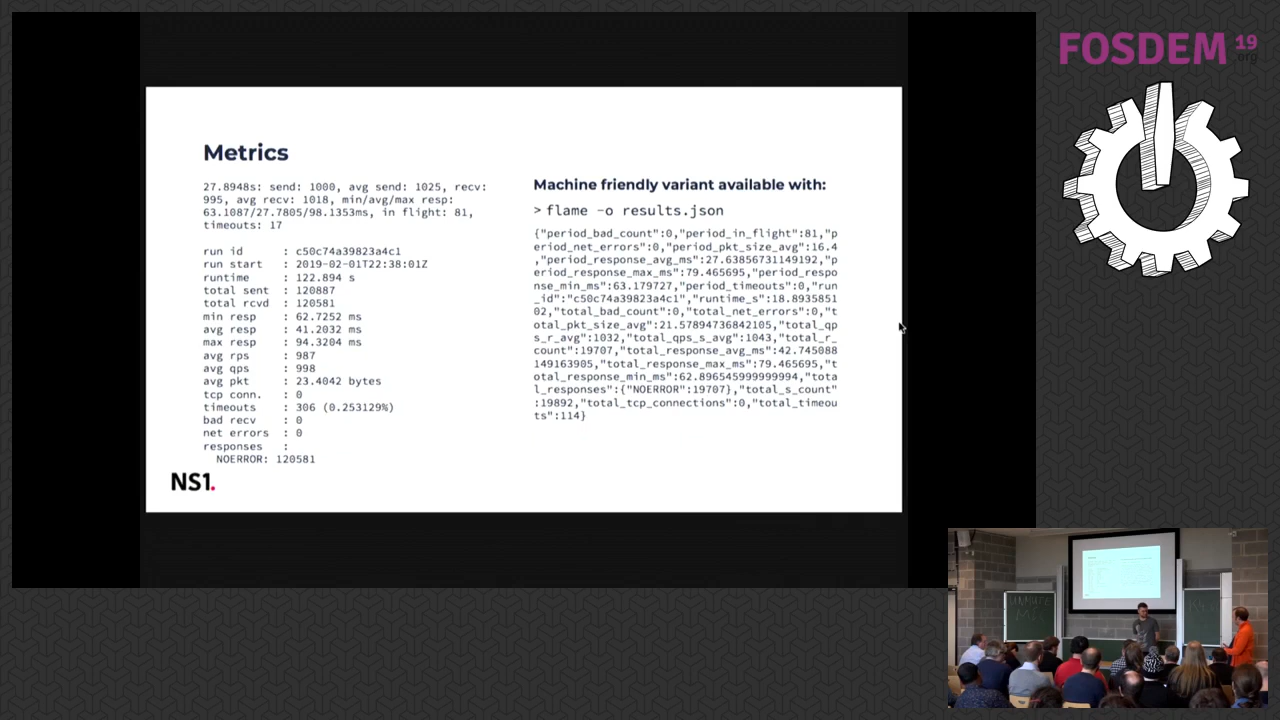 FOSDEM 19
.org
Metrics
27.8948s: send: 1000, avg send: 1025, recv:
995, avg recv: 1018, min/avg/max resp:
63.1087/27.7805/98.1353ms, in flight: 81,
timeouts: 17
run id : c50c74a39823a4c1
run start : 2019-02-01T22:38:01Z
runtime : 122.894 s
total sent : 120887
total rcvd : 120581
min resp : 62.7252 ms
avg resp : 41.2032 ms
max resp : 94.3204 ms
avg rps : 987
avg qps : 998
avg pkt : 23.4042 bytes
tcp conn. : 0
timeouts : 306 (0.253129%)
bad recv : 0
net errors : 0
responses :
NOERROR: 120581
Machine friendly variant available with:
> flame -o results.json
{"period_bad_count":0,"period_in_flight":81,"p
eriod_net_errors":0,"period_pkt_size_avg":16.4
,"period_response_avg_ms":27.63856731149192,"p
eriod_response_max_ms":79.465695,"period_respo
nse_min_ms":63.179727,"period_timeouts":0,"run
_id":"c50c74a39823a4c1","runtime_s":18.8935851
02,"total_bad_count":0,"total_net_errors":0,"t
otal_pkt_size_avg":21.57894736842105,"total_qp
s_r_avg":1032,"total_qps_s_avg":1043,"total_r_
count":19707,"total_response_avg_ms":42.745088
149163905,"total_response_max_ms":79.465695,"t
otal_response_min_ms":62.896545999999994,"tota
l_responses":{"NOERROR":19707},"total_s_count"
:19892,"total_tcp_connections":0,"total_timeou
ts":114}
NS1.